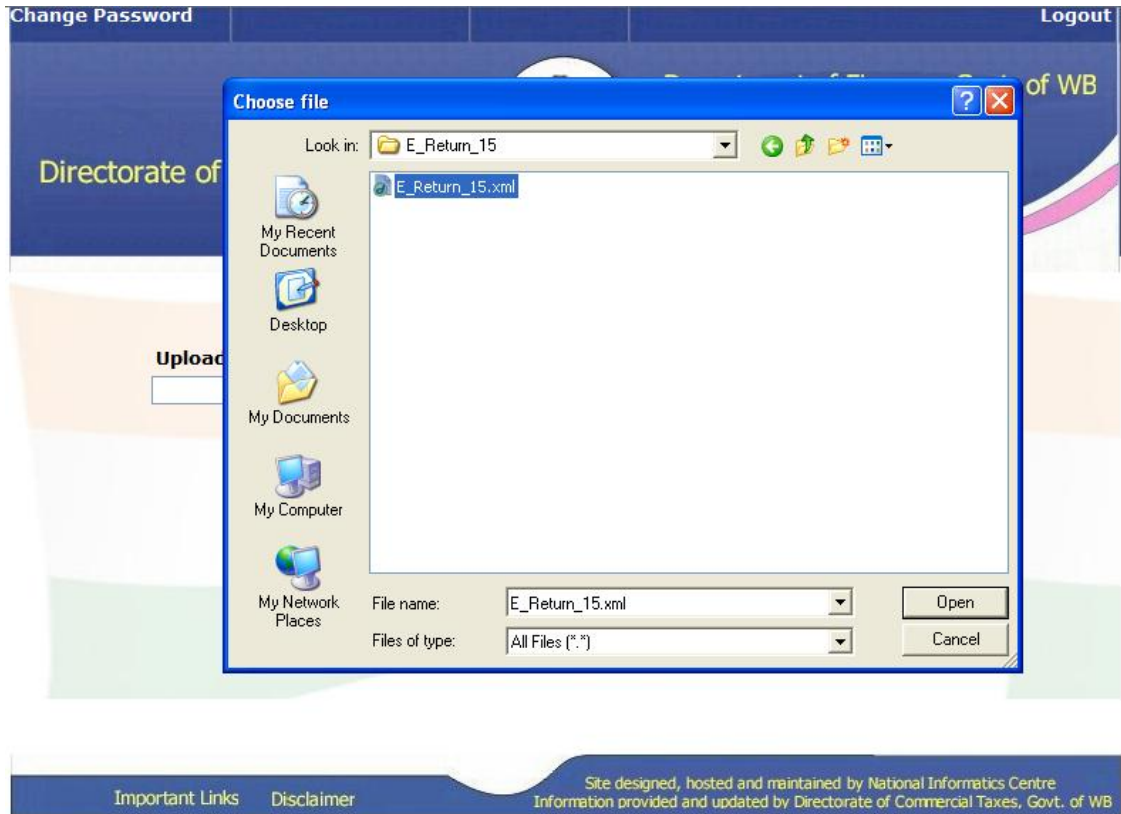 Change Password
Logout
of WB
Directorate of
Choose file
Look in:
E_Return_15
E_Return_15.xml
My Recent
Documents
Desktop
My Documents
My Computer
My Network
Places
Upload
File name:
E_Return_15.xml
Open
Files of type:
All Files (*.*)
Cancel
Important Links
Disclaimer
Site designed, hosted and maintained by National Informatics Centre
Information provided and updated by Directorate of Commercial Taxes, Govt. of WB